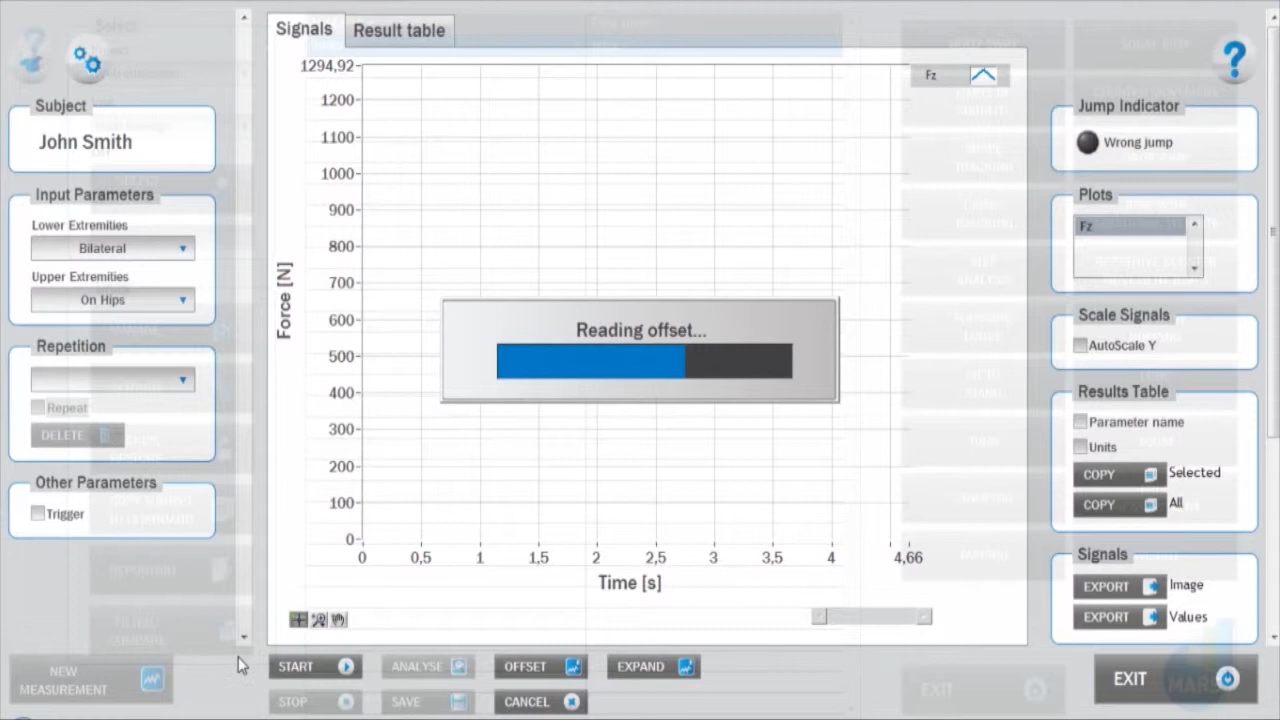 Signals
Result table
Subject
John Smith
Input Parameters
Lower Extremities
Bilateral
Upper Extremities
On Hips
Repetition
Repeat
DELETE
Other Parameters
Trigger
NEW
MEASUREMENT
1294,92
1200
1100
1000
900
800
700
600
500
400
300
200
100
0
Force [N]
Fz
Reading offset...
0 0,5 1 1,5 2 2,5 3 3,5 4 4,66
Time [s]
START
ANALYSE
OFFSET
EXPAND
STOP
SAVE
CANCEL
?
Jump Indicator
Wrong jump
Plots
Fz
Scale Signals
AutoScale Y
Results Table
Parameter name
Units
COPY Selected
COPY All
Signals
EXPORT Image
EXPORT Values
EXIT
EXIT